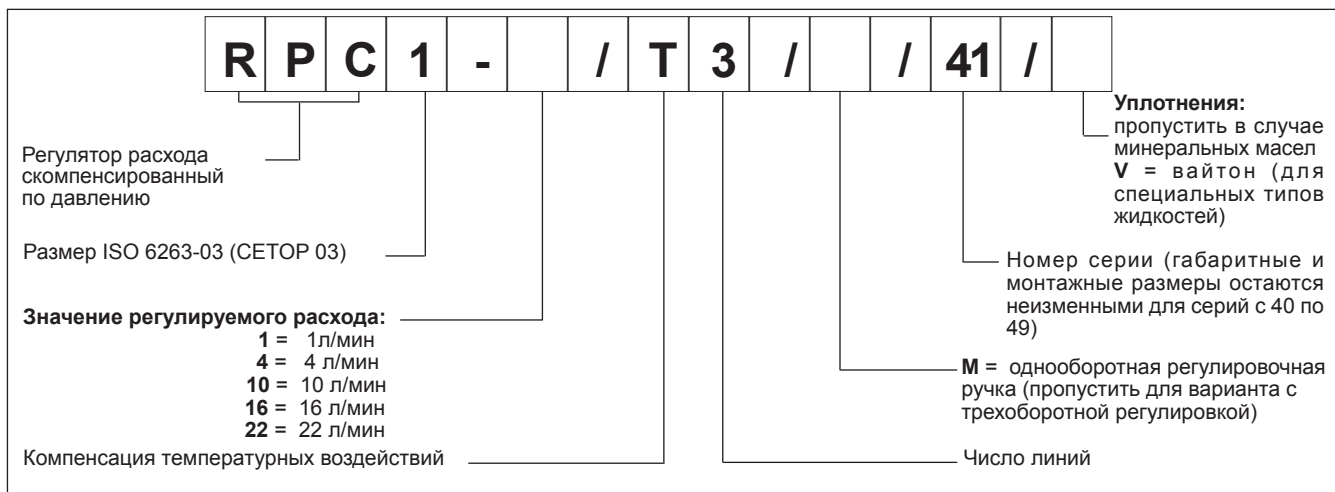 R P C 1 - / T 3 / / 41 /
Регулятор расхода
скомпенсированный
по давлению
Размер ISO 6263-03 (CETOP 03)
Значение регулируемого расхода:
1 = 1л/мин
4 = 4 л/мин
10 = 10 л/мин
16 = 16 л/мин
22 = 22 л/мин
Компенсация температурных воздействий
Уплотнения:
пропустить в случае
минеральных масел
V = вайтон (для
специальных типов
жидкостей)
Номер серии (габаритные и
монтажные размеры остаются
неизменными для серий с 40 по
49)
M = однооборотная регулировочная
ручка (пропустить для варианта с
трехоборотной регулировкой)
Число линий